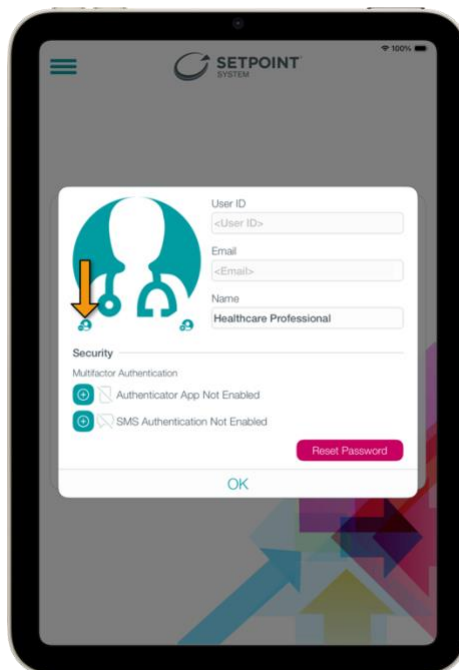 100%
SETPOINT
SYSTEM
User ID
<User ID>
Email
<Email>
Name
Healthcare Professional
Security
Multifactor Authentication
Authenticator App Not Enabled
SMS Authentication Not Enabled
Reset Password
OK